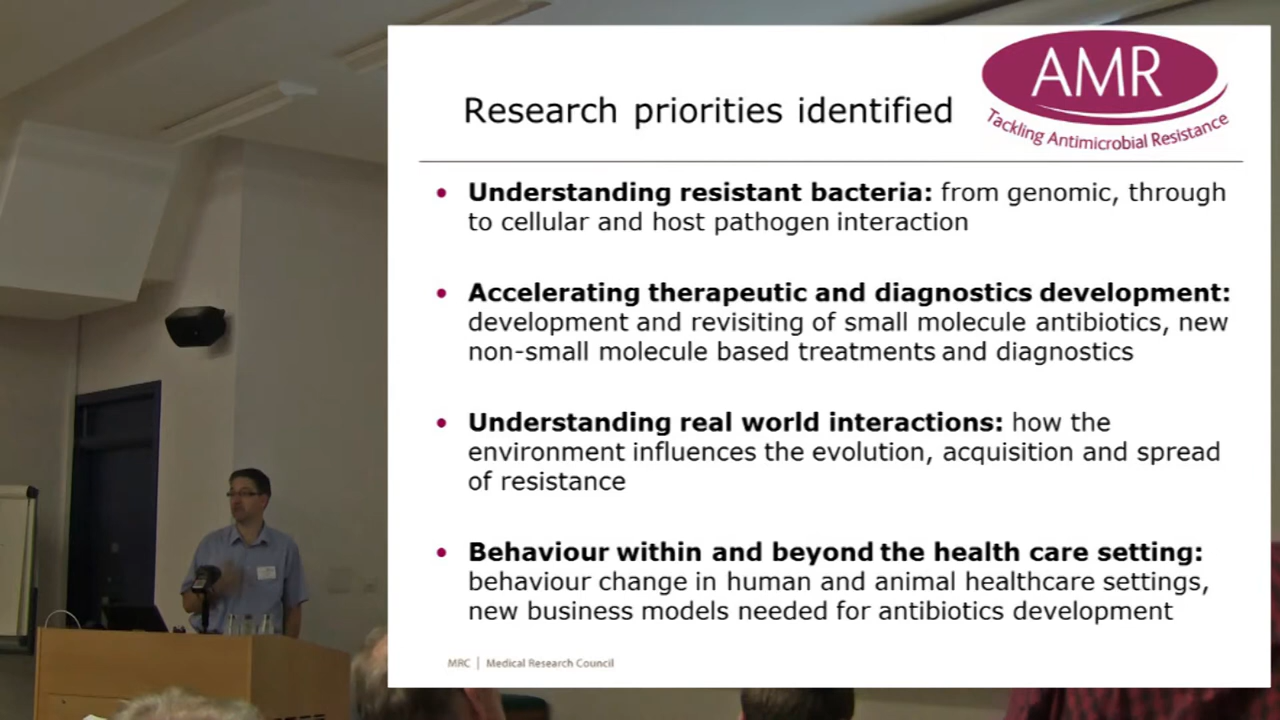 AMR
Tackling Antimicrobial Resistance
Research priorities identified
• Understanding resistant bacteria: from genomic, through
to cellular and host pathogen interaction
• Accelerating therapeutic and diagnostics development:
development and revisiting of small molecule antibiotics, new
non-small molecule based treatments and diagnostics
• Understanding real world interactions: how the
environment influences the evolution, acquisition and spread
of resistance
• Behaviour within and beyond the health care setting:
behaviour change in human and animal healthcare settings,
new business models needed for antibiotics development
MRC | Medical Research Council